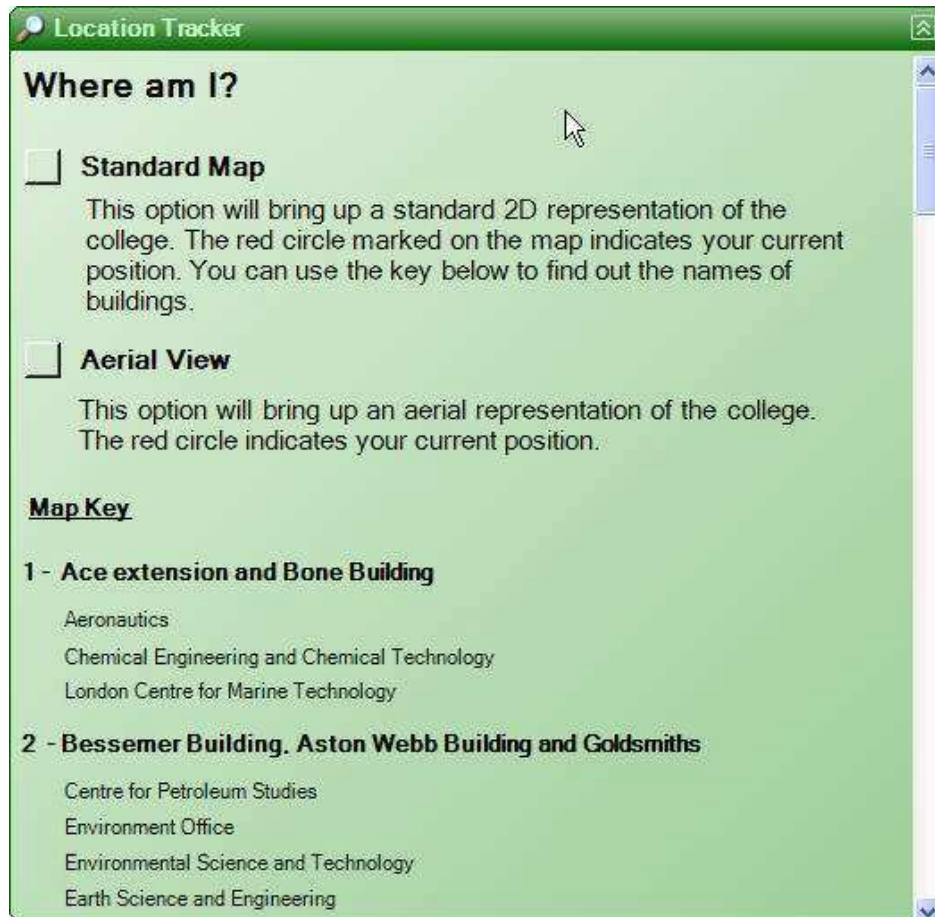 Location Tracker
Where am I?
Standard Map
This option will bring up a standard 2D representation of the
college. The red circle marked on the map indicates your current
position. You can use the key below to find out the names of
buildings.
Aerial View
This option will bring up an aerial representation of the college.
The red circle indicates your current position.
Map Key
1 - Ace extension and Bone Building
Aeronautics
Chemical Engineering and Chemical Technology
London Centre for Marine Technology
2 - Bessemer Building, Aston Webb Building and Goldsmiths
Centre for Petroleum Studies
Environment Office
Environmental Science and Technology
Earth Science and Engineering